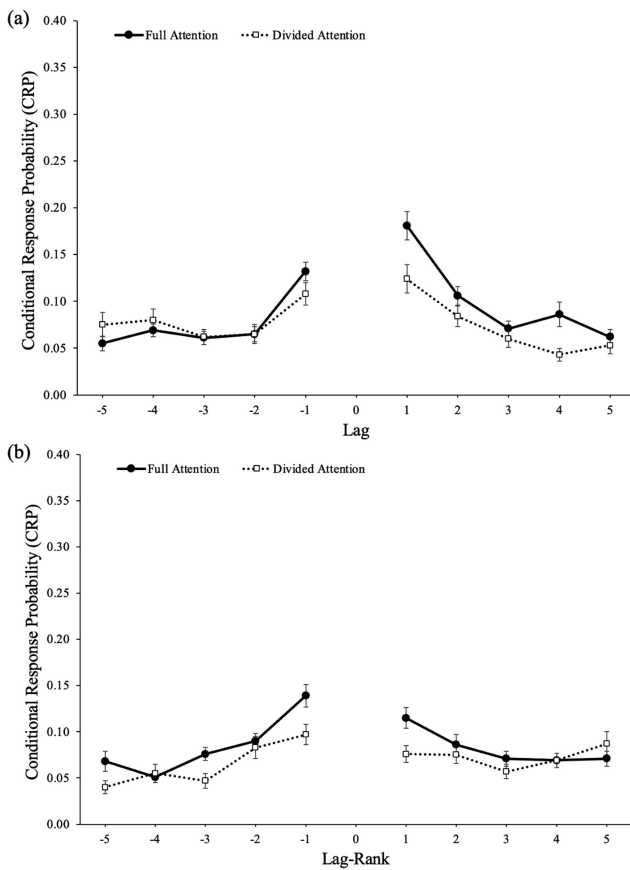 (a)
0.40
Full Attention
Divided Attention
0.35
0.30
0.25
0.20
0.15
0.10
0.05
0.00
Conditional Response Probability (CRP)
-5 -4 -3 -2 -1 0 1 2 3 4 5
Lag
(b)
0.40
Full Attention
Divided Attention
0.35
0.30
0.25
0.20
0.15
0.10
0.05
0.00
Conditional Response Probability (CRP)
-5 -4 -3 -2 -1 0 1 2 3 4 5
Lag-Rank